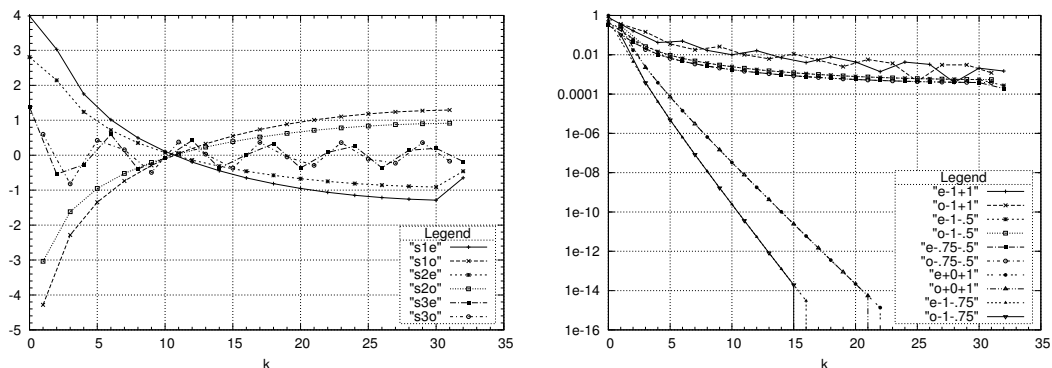 4
3
2
1
0
-1
-2
-3
-4
-5
0 5 10 15 20 25 30 35
k
Legend
"s1e"
"s1o"
"s2e"
"s2o"
"s3e"
"s3o"
1
0.01
0.0001
1e-06
1e-08
1e-10
1e-12
1e-14
1e-16
0 5 10 15 20 25 30 35
k
Legend
"e-1+1"
"o-1+1"
"e-1-.5"
"o-1-.5"
"e-.75-.5"
"o-.75-.5"
"e+0+1"
"o+0+1"
"e-1-.75"
"o-1-.75"